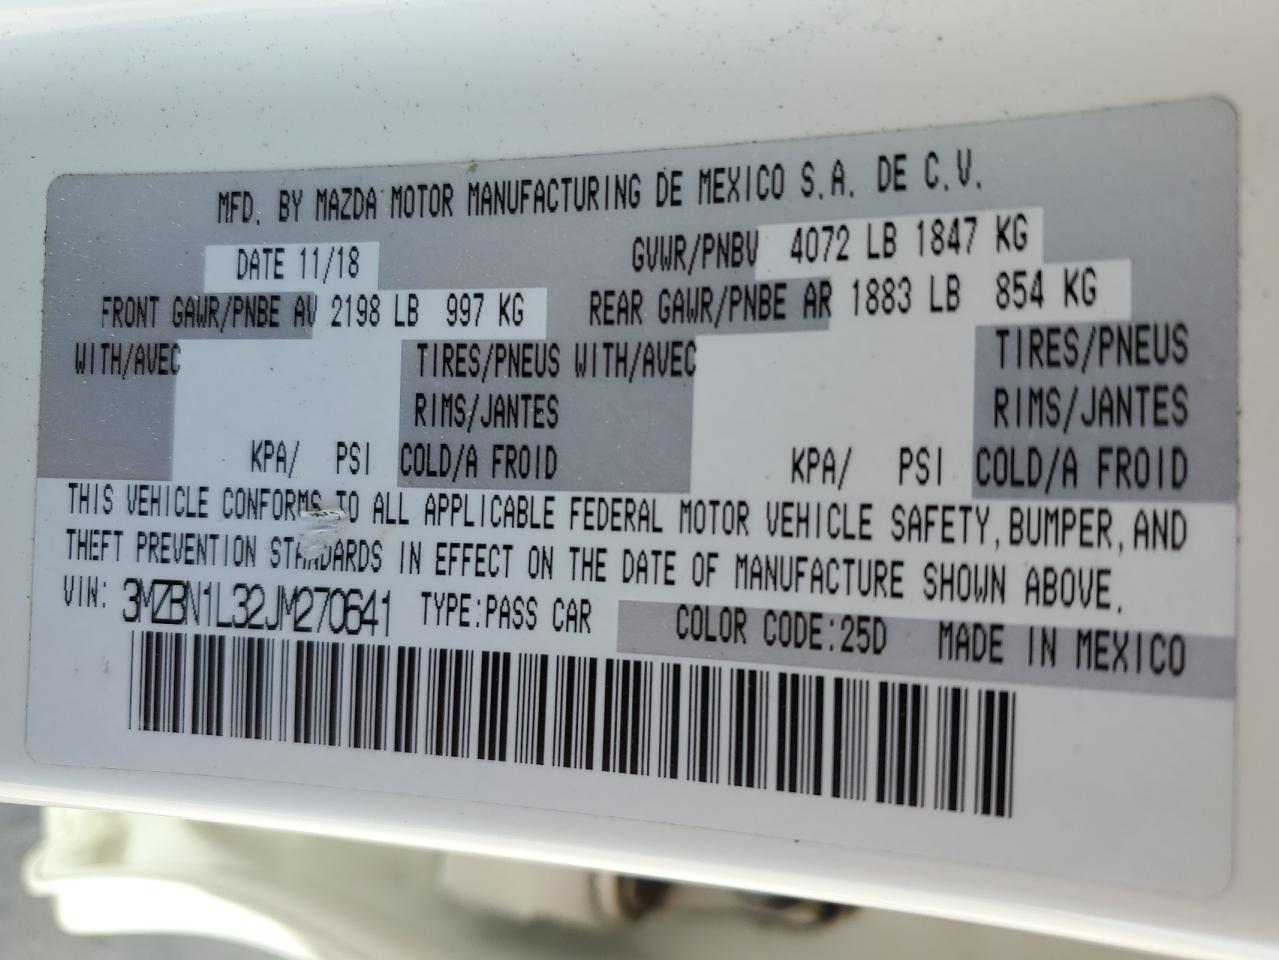 MFD. BY MAZDA MOTOR MANUFACTURING DE MEXICO S.A. DE C.V.
DATE 11/18 GVWR/PNBV 4072 LB 1847 KG
FRONT GAWR/PNBE AV 2198 LB 997 KG REAR GAWR/PNBE AR 1883 LB 854 KG
WITH/AVEC TIRES/PNEUS WITH/AVEC TIRES/PNEUS
RIMS/JANTES RIMS/JANTES
KPA/ PSI COLD/A FROID KPA/ PSI COLD/A FROID
THIS VEHICLE CONFORMS TO ALL APPLICABLE FEDERAL MOTOR VEHICLE SAFETY, BUMPER, AND
THEFT PREVENTION STANDARDS IN EFFECT ON THE DATE OF MANUFACTURE SHOWN ABOVE.
VIN: 3MZBN1L32JM270641 TYPE:PASS CAR COLOR CODE:25D MADE IN MEXICO